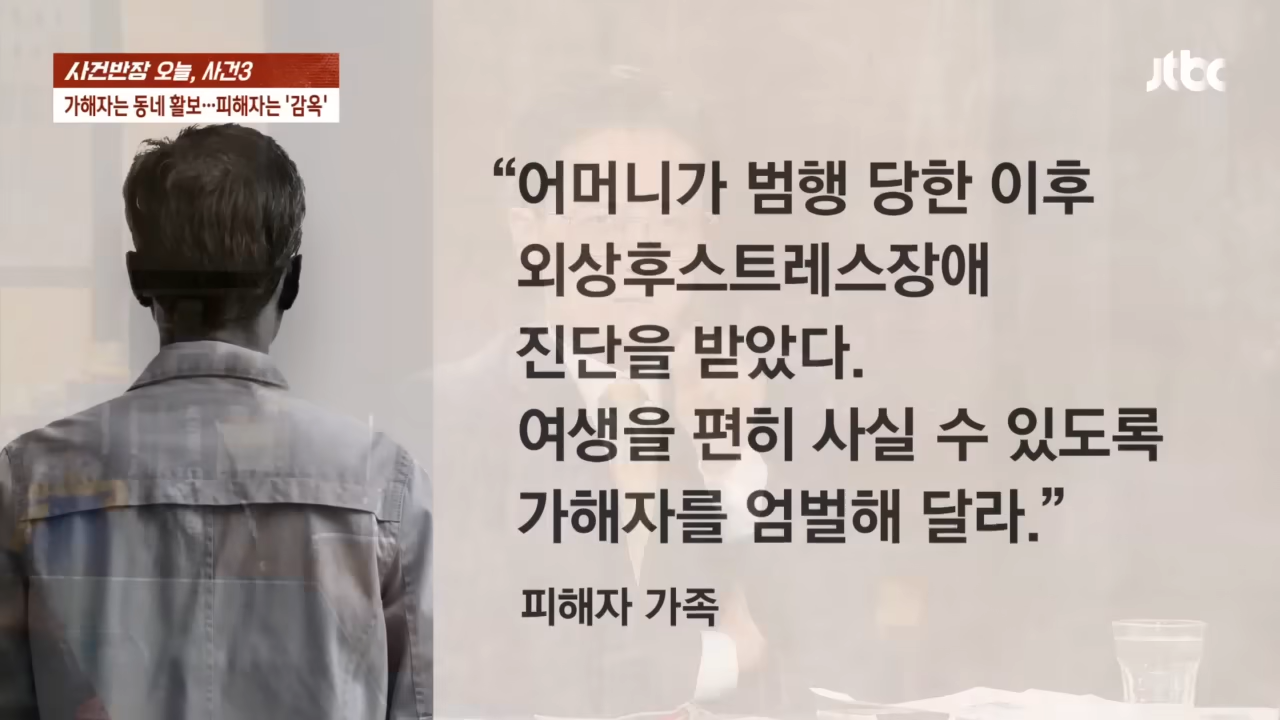 사건반장 오늘, 사건3
가해자는 동네 활보…피해자는 '감옥'
jtbc
“어머니가 범행 당한 이후
외상후스트레스장애
진단을 받았다.
여생을 편히 사실 수 있도록
가해자를 엄벌해 달라.”
피해자 가족